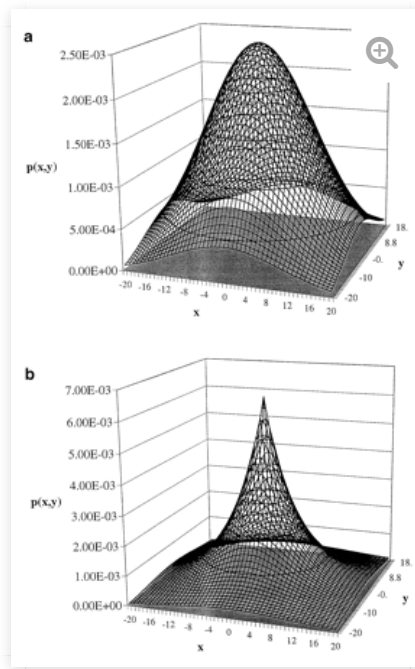 a
2.50E-03
2.00E-03
1.50E-03
p(x,y)
1.00E-03
5.00E-04
0.00E+00
-20 -16 -12 -8 -4 0 4 8 12 16 20
x
-20 -10 -0. 8.8 18.
y
b
7.00E-03
6.00E-03
5.00E-03
4.00E-03
p(x,y)
3.00E-03
2.00E-03
1.00E-03
0.00E+00
-20 -16 -12 -8 -4 0 4 8 12 16 20
x
-20 -10 -0. 8.8 18.
y